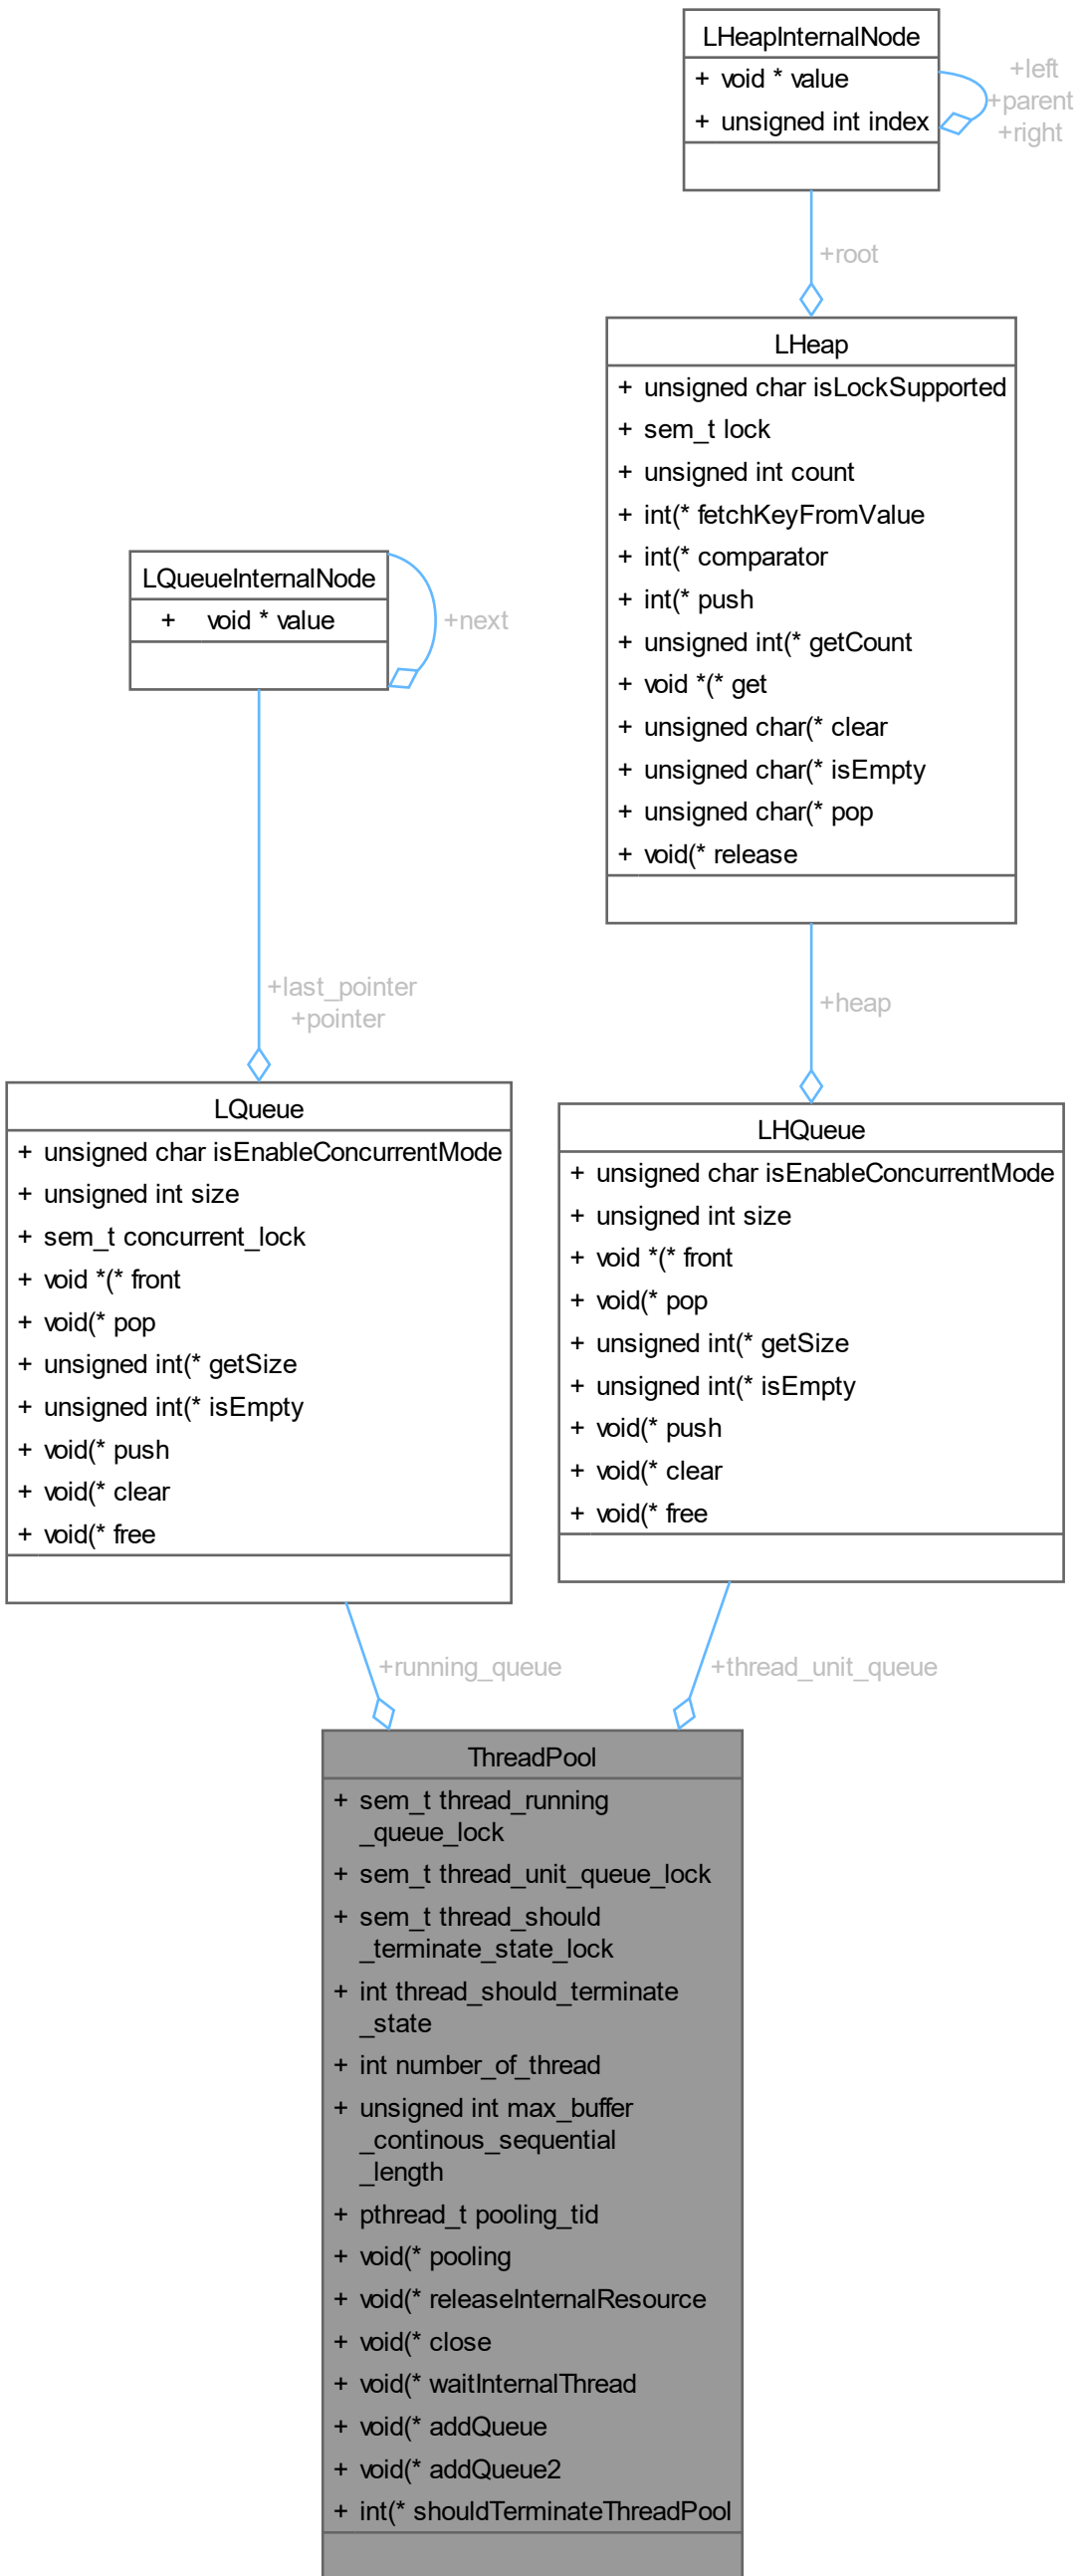 LHeapInternalNode
+ void * value
+ unsigned int index
+left
+parent
+right
+root
LHeap
+ unsigned char isLockSupported
+ sem_t lock
+ unsigned int count
+ int(* fetchKeyFromValue
+ int(* comparator
+ int(* push
+ unsigned int(* getCount
+ void *(* get
+ unsigned char(* clear
+ unsigned char(* isEmpty
+ unsigned char(* pop
+ void(* release
LQueueInternalNode
+ void * value
+next
+last_pointer
+pointer
+heap
LQueue
+ unsigned char isEnableConcurrentMode
+ unsigned int size
+ sem_t concurrent_lock
+ void *(* front
+ void(* pop
+ unsigned int(* getSize
+ unsigned int(* isEmpty
+ void(* push
+ void(* clear
+ void(* free
LHQueue
+ unsigned char isEnableConcurrentMode
+ unsigned int size
+ void *(* front
+ void(* pop
+ unsigned int(* getSize
+ unsigned int(* isEmpty
+ void(* push
+ void(* clear
+ void(* free
+running_queue
+thread_unit_queue
ThreadPool
+ sem_t thread_running
_queue_lock
+ sem_t thread_unit_queue_lock
+ sem_t thread_should
_terminate_state_lock
+ int thread_should_terminate
_state
+ int number_of_thread
+ unsigned int max_buffer
_continous_sequential
_length
+ pthread_t pooling_tid
+ void(* pooling
+ void(* releaseInternalResource
+ void(* close
+ void(* waitInternalThread
+ void(* addQueue
+ void(* addQueue2
+ int(* shouldTerminateThreadPool